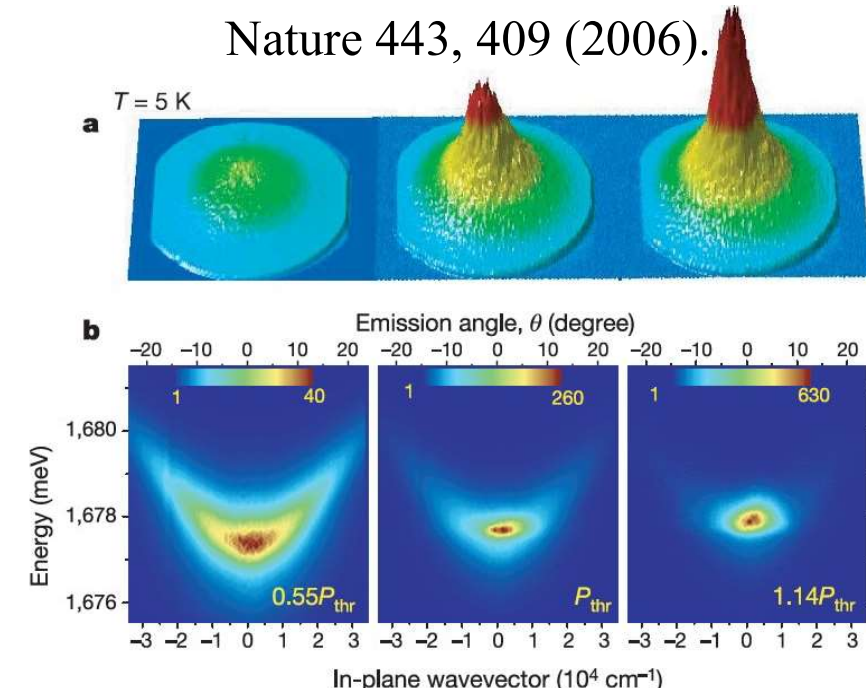 Nature 443, 409 (2006).
T = 5 K
a
b
Emission angle, θ (degree)
−20 −10 0 10 20 −20 −10 0 10 20 −20 −10 0 10 20
1 40 1 260 1 630
Energy (meV)
1,680
1,678
1,676
0.55Pthr Pthr 1.14Pthr
−3 −2 −1 0 1 2 3 −3 −2 −1 0 1 2 3 −3 −2 −1 0 1 2 3
In-plane wavevector (10⁴ cm⁻¹)